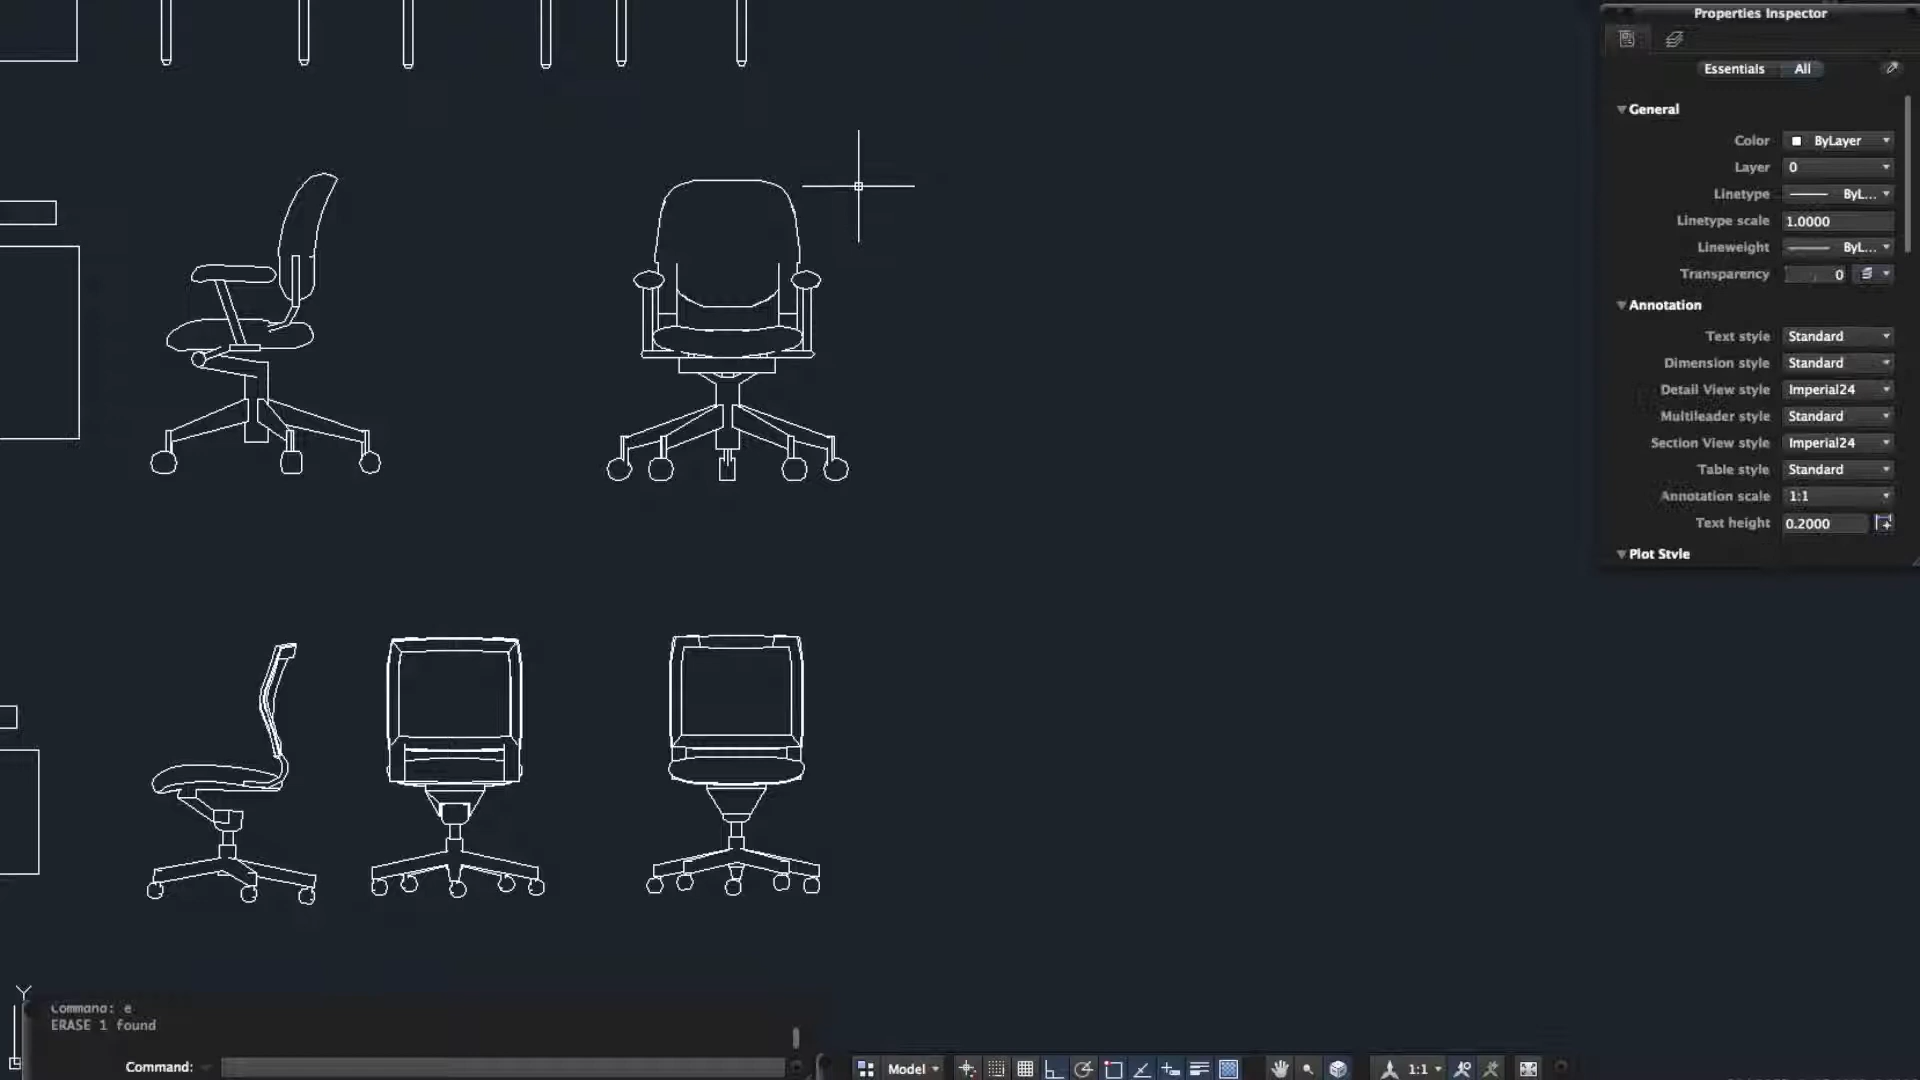 Properties Inspector
Essentials All
General
Color ByLayer
Layer 0
Linetype ByL...
Linetype scale 1.0000
Lineweight ByL...
Transparency 0
Annotation
Text style Standard
Dimension style Standard
Detail View style Imperial24
Multileader style Standard
Section View style Imperial24
Table style Standard
Annotation scale 1:1
Text height 0.2000
Plot Style
Y
Command: e
ERASE 1 found
Command:
Model
1:1